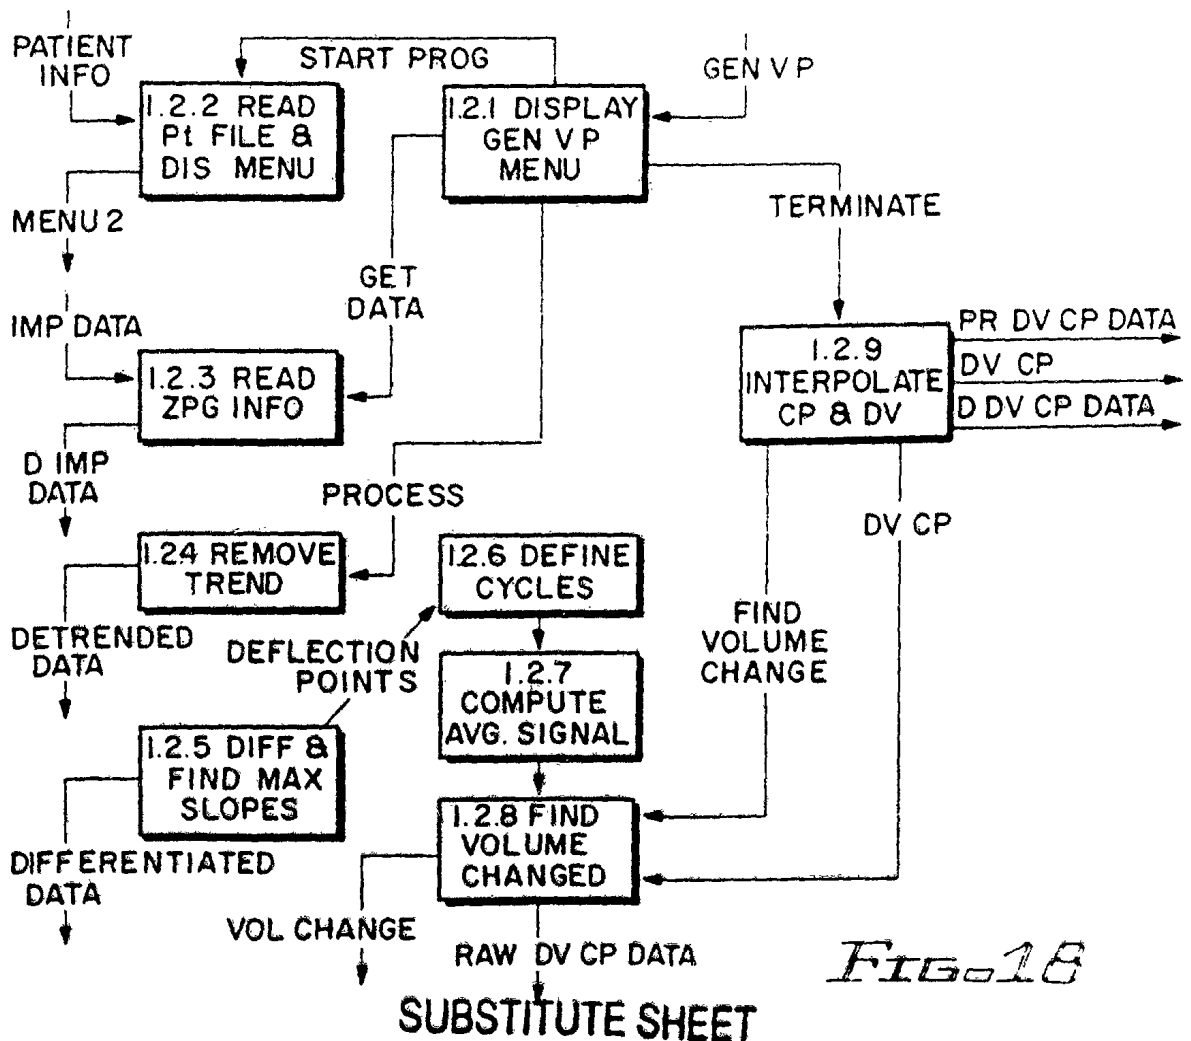 PATIENT
INFO
START PROG
GEN V P
1.2.2 READ
Pt FILE &
DIS MENU
1.2.1 DISPLAY
GEN V P
MENU
MENU 2
TERMINATE
GET
DATA
IMP DATA
1.2.3 READ
ZPG INFO
1.2.9
INTERPOLATE
CP & DV
PR DV CP DATA
DV CP
D DV CP DATA
D IMP
DATA
PROCESS
DV CP
1.2.4 REMOVE
TREND
1.2.6 DEFINE
CYCLES
FIND
VOLUME
CHANGE
DETRENDED
DATA
DEFLECTION
POINTS
1.2.7
COMPUTE
AVG. SIGNAL
1.2.5 DIFF &
FIND MAX
SLOPES
1.2.8 FIND
VOLUME
CHANGED
DIFFERENTIATED
DATA
VOL CHANGE
RAW DV CP DATA
FIG. 18
SUBSTITUTE SHEET